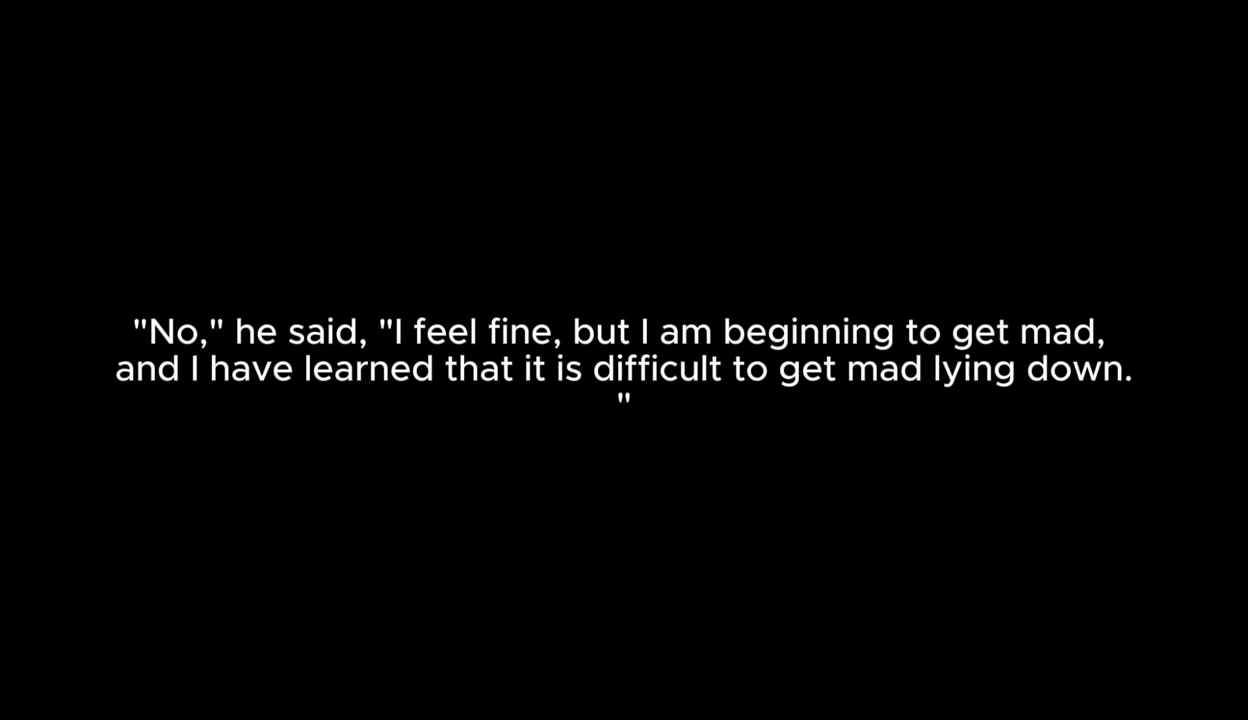 "No," he said, "I feel fine, but I am beginning to get mad,
and I have learned that it is difficult to get mad lying down.
"